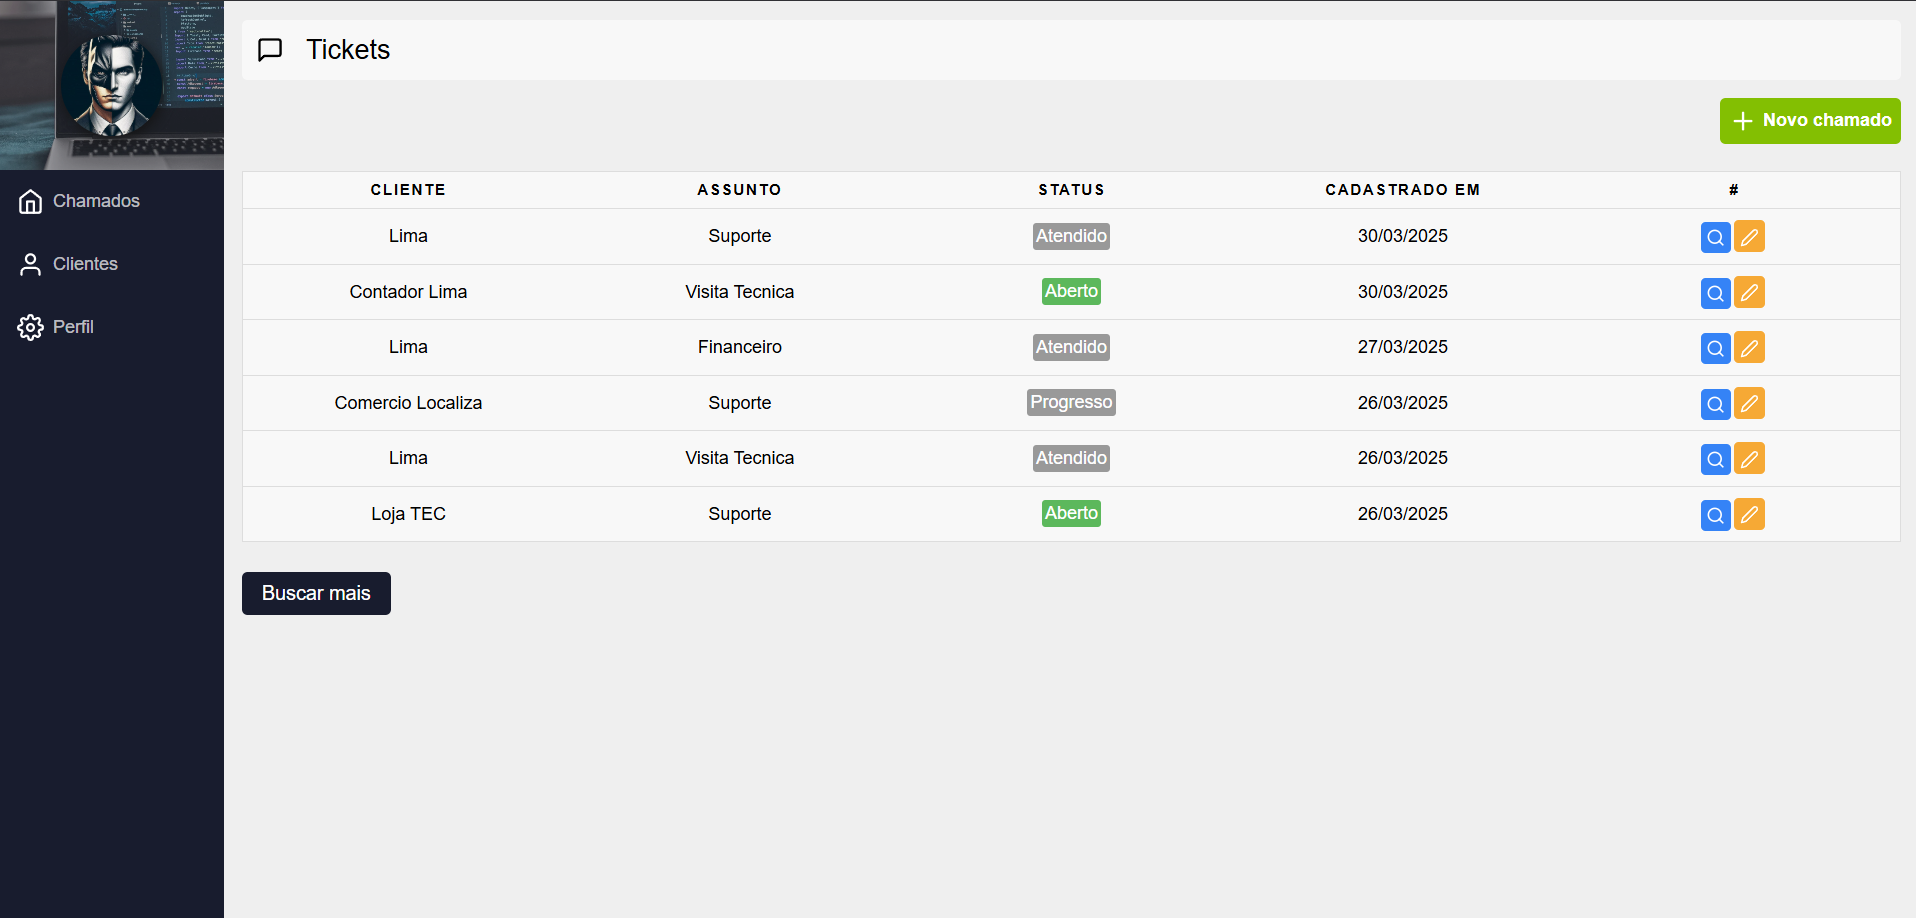 Tickets
Novo chamado
Chamados
Clientes
Perfil
CLIENTE ASSUNTO STATUS CADASTRADO EM #
Lima Suporte Atendido 30/03/2025
Contador Lima Visita Tecnica Aberto 30/03/2025
Lima Financeiro Atendido 27/03/2025
Comercio Localiza Suporte Progresso 26/03/2025
Lima Visita Tecnica Atendido 26/03/2025
Loja TEC Suporte Aberto 26/03/2025
Buscar mais